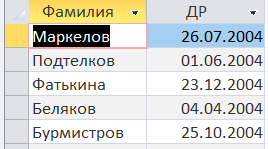 Фамилия ДР
Маркелов 26.07.2004
Подтелков 01.06.2004
Фатькина 23.12.2004
Беляков 04.04.2004
Бурмистров 25.10.2004